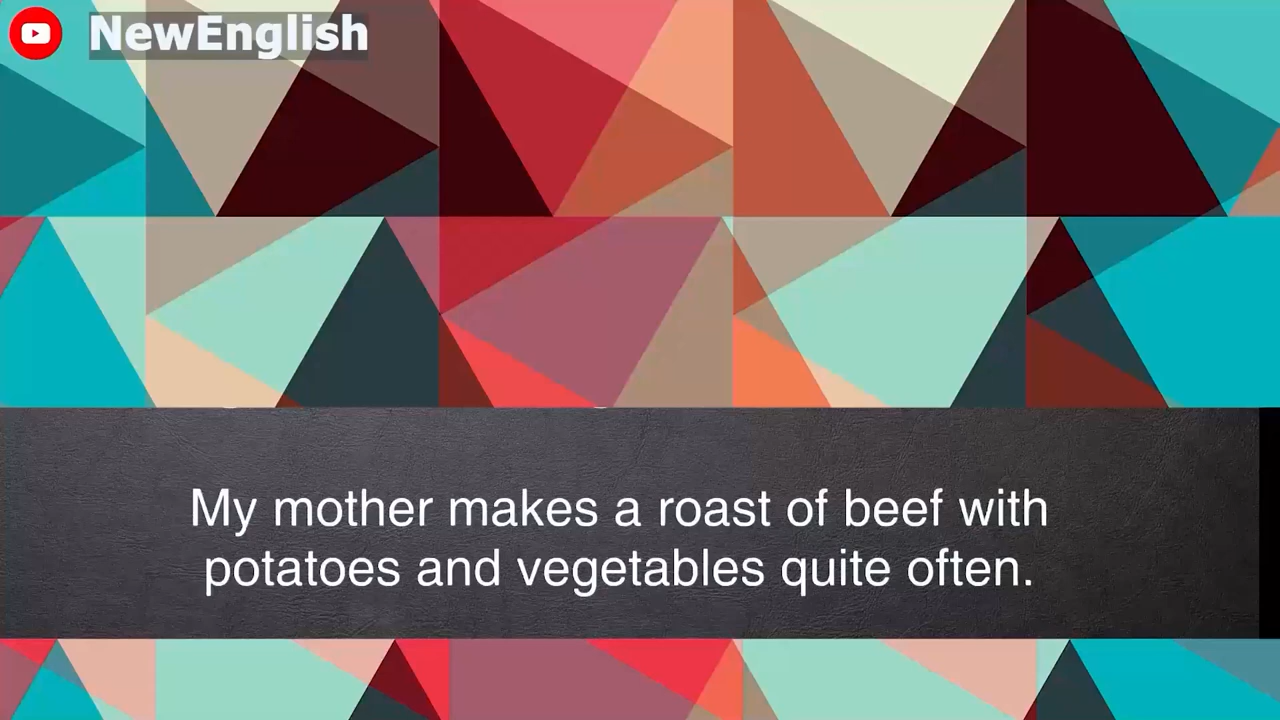 NewEnglish
My mother makes a roast of beef with
potatoes and vegetables quite often.